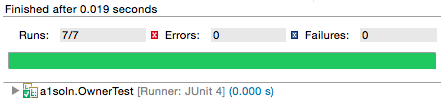 Finished after 0.019 seconds
Runs: 7/7 Errors: 0 Failures: 0
a1soln.OwnerTest [Runner: JUnit 4] (0.000 s)